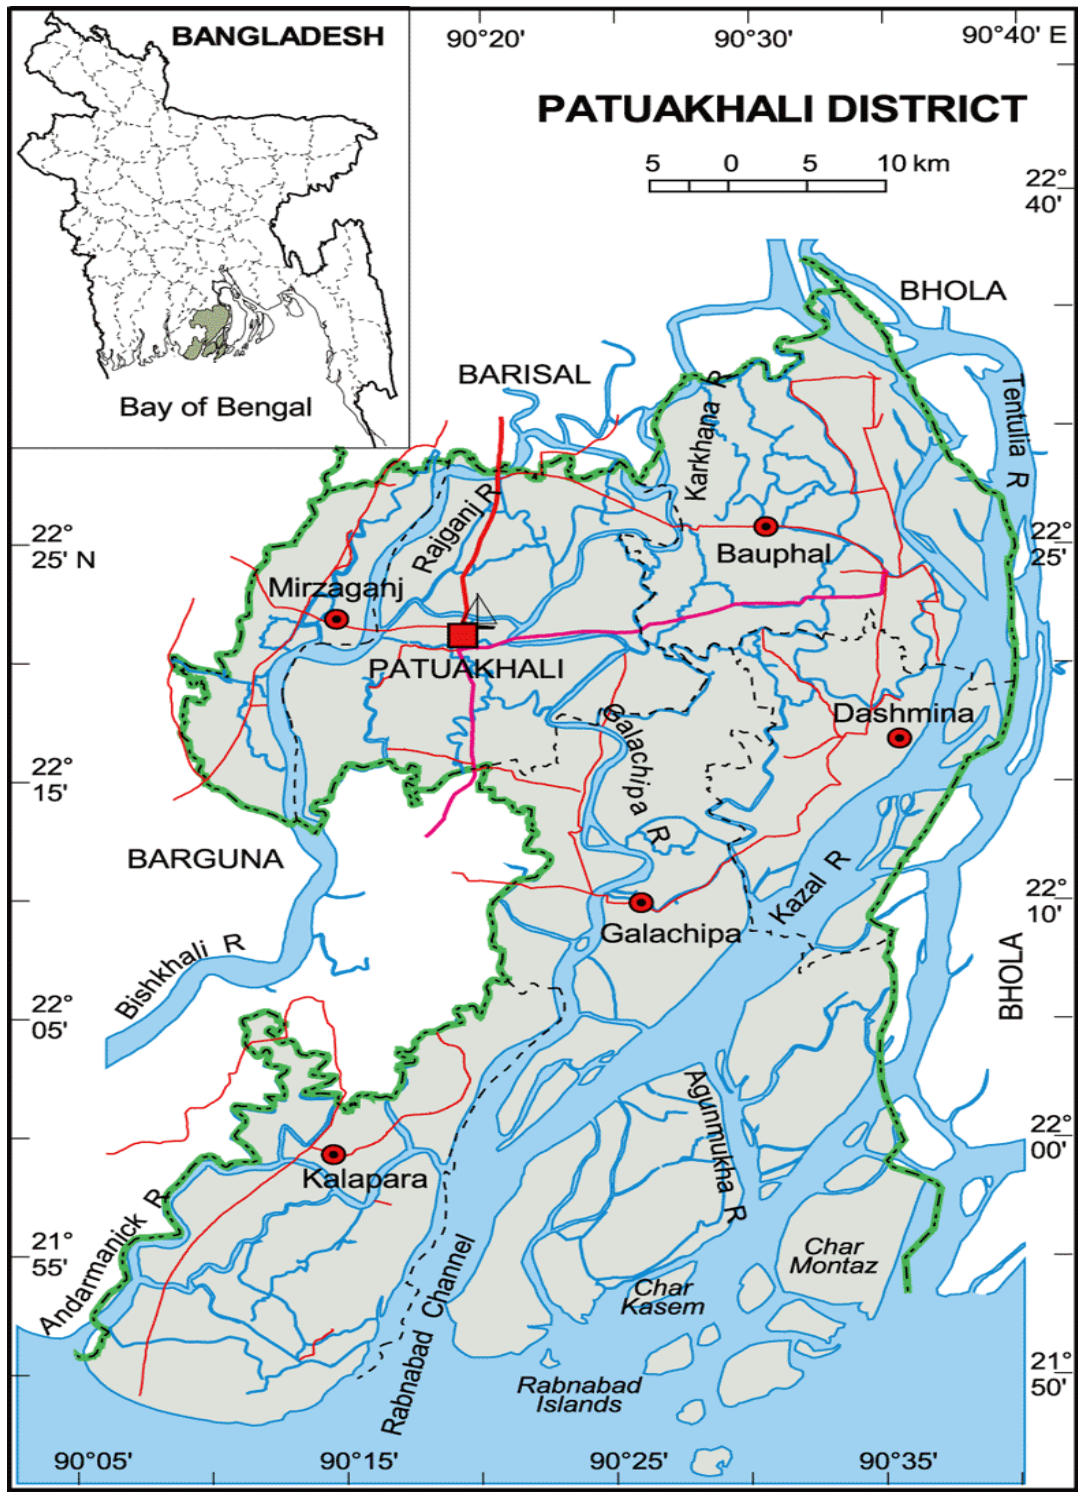 BANGLADESH
Bay of Bengal
90°20'
90°30'
90°40' E
PATUAKHALI DISTRICT
5 0 5 10 km
22°
40'
BHOLA
BARISAL
Karkhana R
Tentulia R
Rajganj R
22°
25' N
22°
25'
Bauphal
Mirzaganj
PATUAKHALI
Dashmina
Galachipa R
22°
15'
BARGUNA
Kazal R
22°
10'
Galachipa
Bishkhali R
BHOLA
22°
05'
Agunmukha R
22°
00'
Kalapara
Andarmanick R
21°
55'
Char
Montaz
Char
Kasem
Rabnabad Channel
Rabnabad
Islands
21°
50'
90°05'
90°15'
90°25'
90°35'